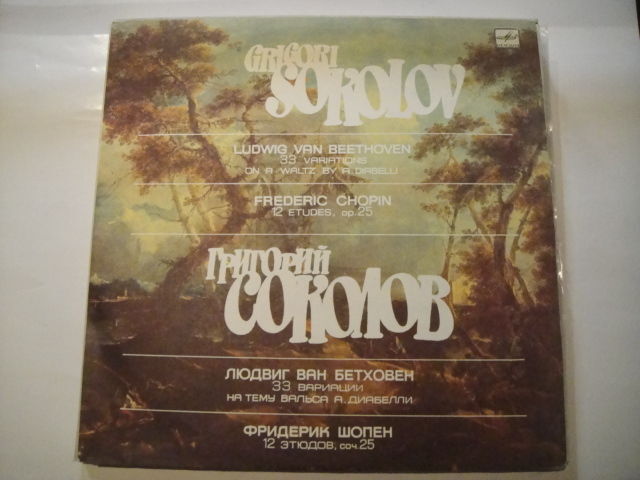 GRIGORI
SOKOLOV
LUDWIG VAN BEETHOVEN
33 VARIATIONS
ON A WALTZ BY A. DIABELLI
FREDERIC CHOPIN
12 ETUDES, op.25
ГРИГОРИЙ
СОКОЛОВ
ЛЮДВИГ ВАН БЕТХОВЕН
33 ВАРИАЦИИ
НА ТЕМУ ВАЛЬСА А. ДИАБЕЛЛИ
ФРИДЕРИК ШОПЕН
12 ЭТЮДОВ, соч.25